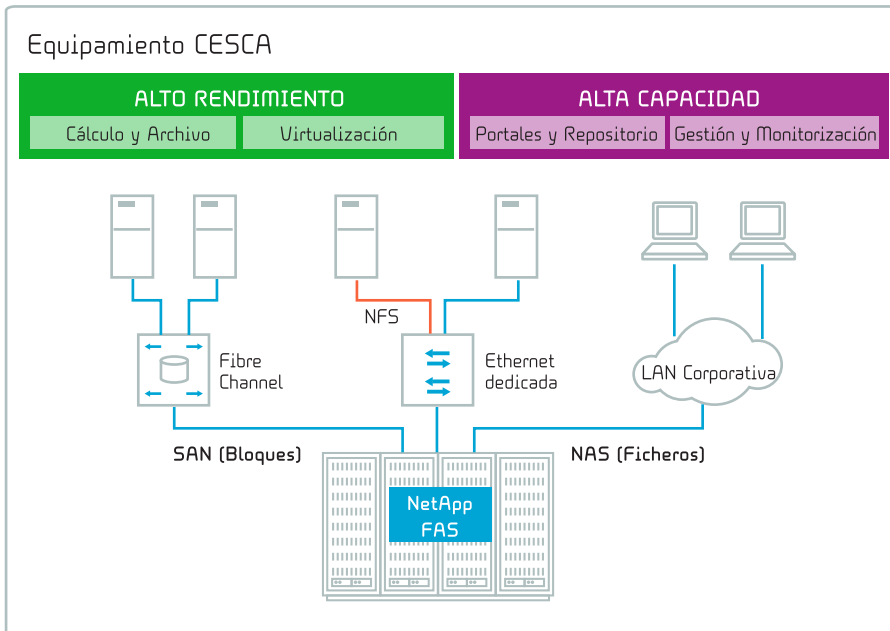 Equipamiento CESCA
ALTO RENDIMIENTO
Cálculo y Archivo
Virtualización
ALTA CAPACIDAD
Portales y Repositorio
Gestión y Monitorización
NFS
Fibre
Channel
Ethernet
dedicada
LAN Corporativa
SAN (Bloques)
NAS (Ficheros)
NetApp
FAS